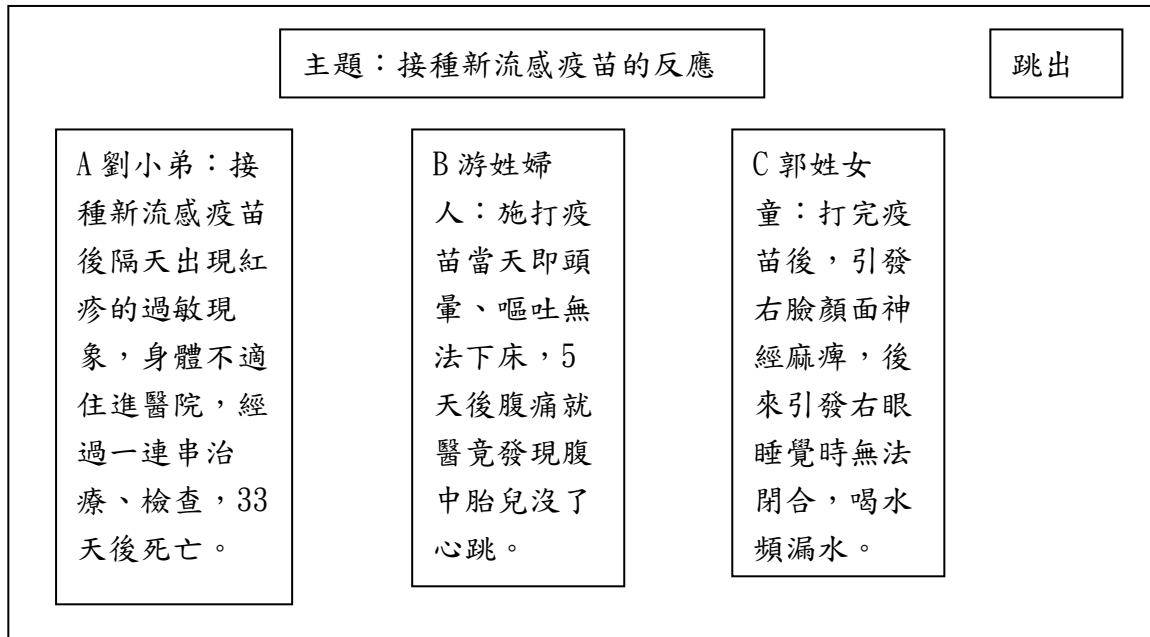 主題：接種新流感疫苗的反應
跳出
A 劉小弟：接
種新流感疫苗
後隔天出現紅
疹的過敏現
象，身體不適
住進醫院，經
過一連串治
療、檢查，33
天後死亡。
B 游姓婦
人：施打疫
苗當天即頭
暈、嘔吐無
法下床，5
天後腹痛就
醫竟發現腹
中胎兒沒了
心跳。
C 郭姓女
童：打完疫
苗後，引發
右臉顏面神
經麻痺，後
來引發右眼
睡覺時無法
閉合，喝水
頻漏水。